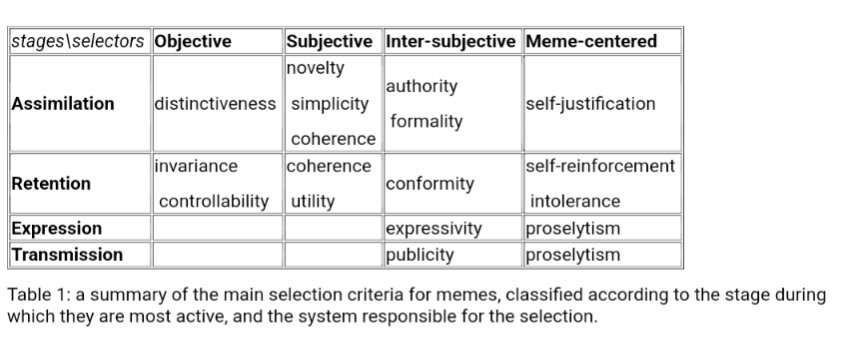 stages\selectors Objective Subjective Inter-subjective Meme-centered
Assimilation distinctiveness novelty simplicity coherence authority formality self-justification
Retention invariance controllability coherence utility conformity self-reinforcement intolerance
Expression expressivity proselytism
Transmission publicity proselytism
Table 1: a summary of the main selection criteria for memes, classified according to the stage during
which they are most active, and the system responsible for the selection.